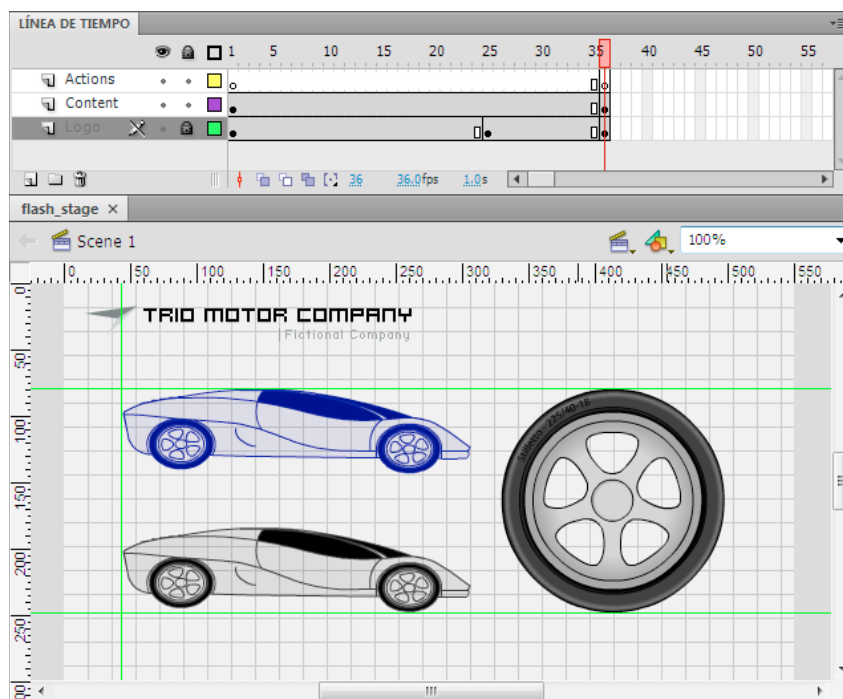 LÍNEA DE TIEMPO
1 5 10 15 20 25 30 35 40 45 50 55
Actions
Content
Logo
36 36.0fps 1.0s
flash_stage
Scene 1 100%
0 50 100 150 200 250 300 350 400 450 500 550
0
TRIO MOTOR COMPANY
Fictional Company
50
100
Stiletto- 225/40-18
150
200
250